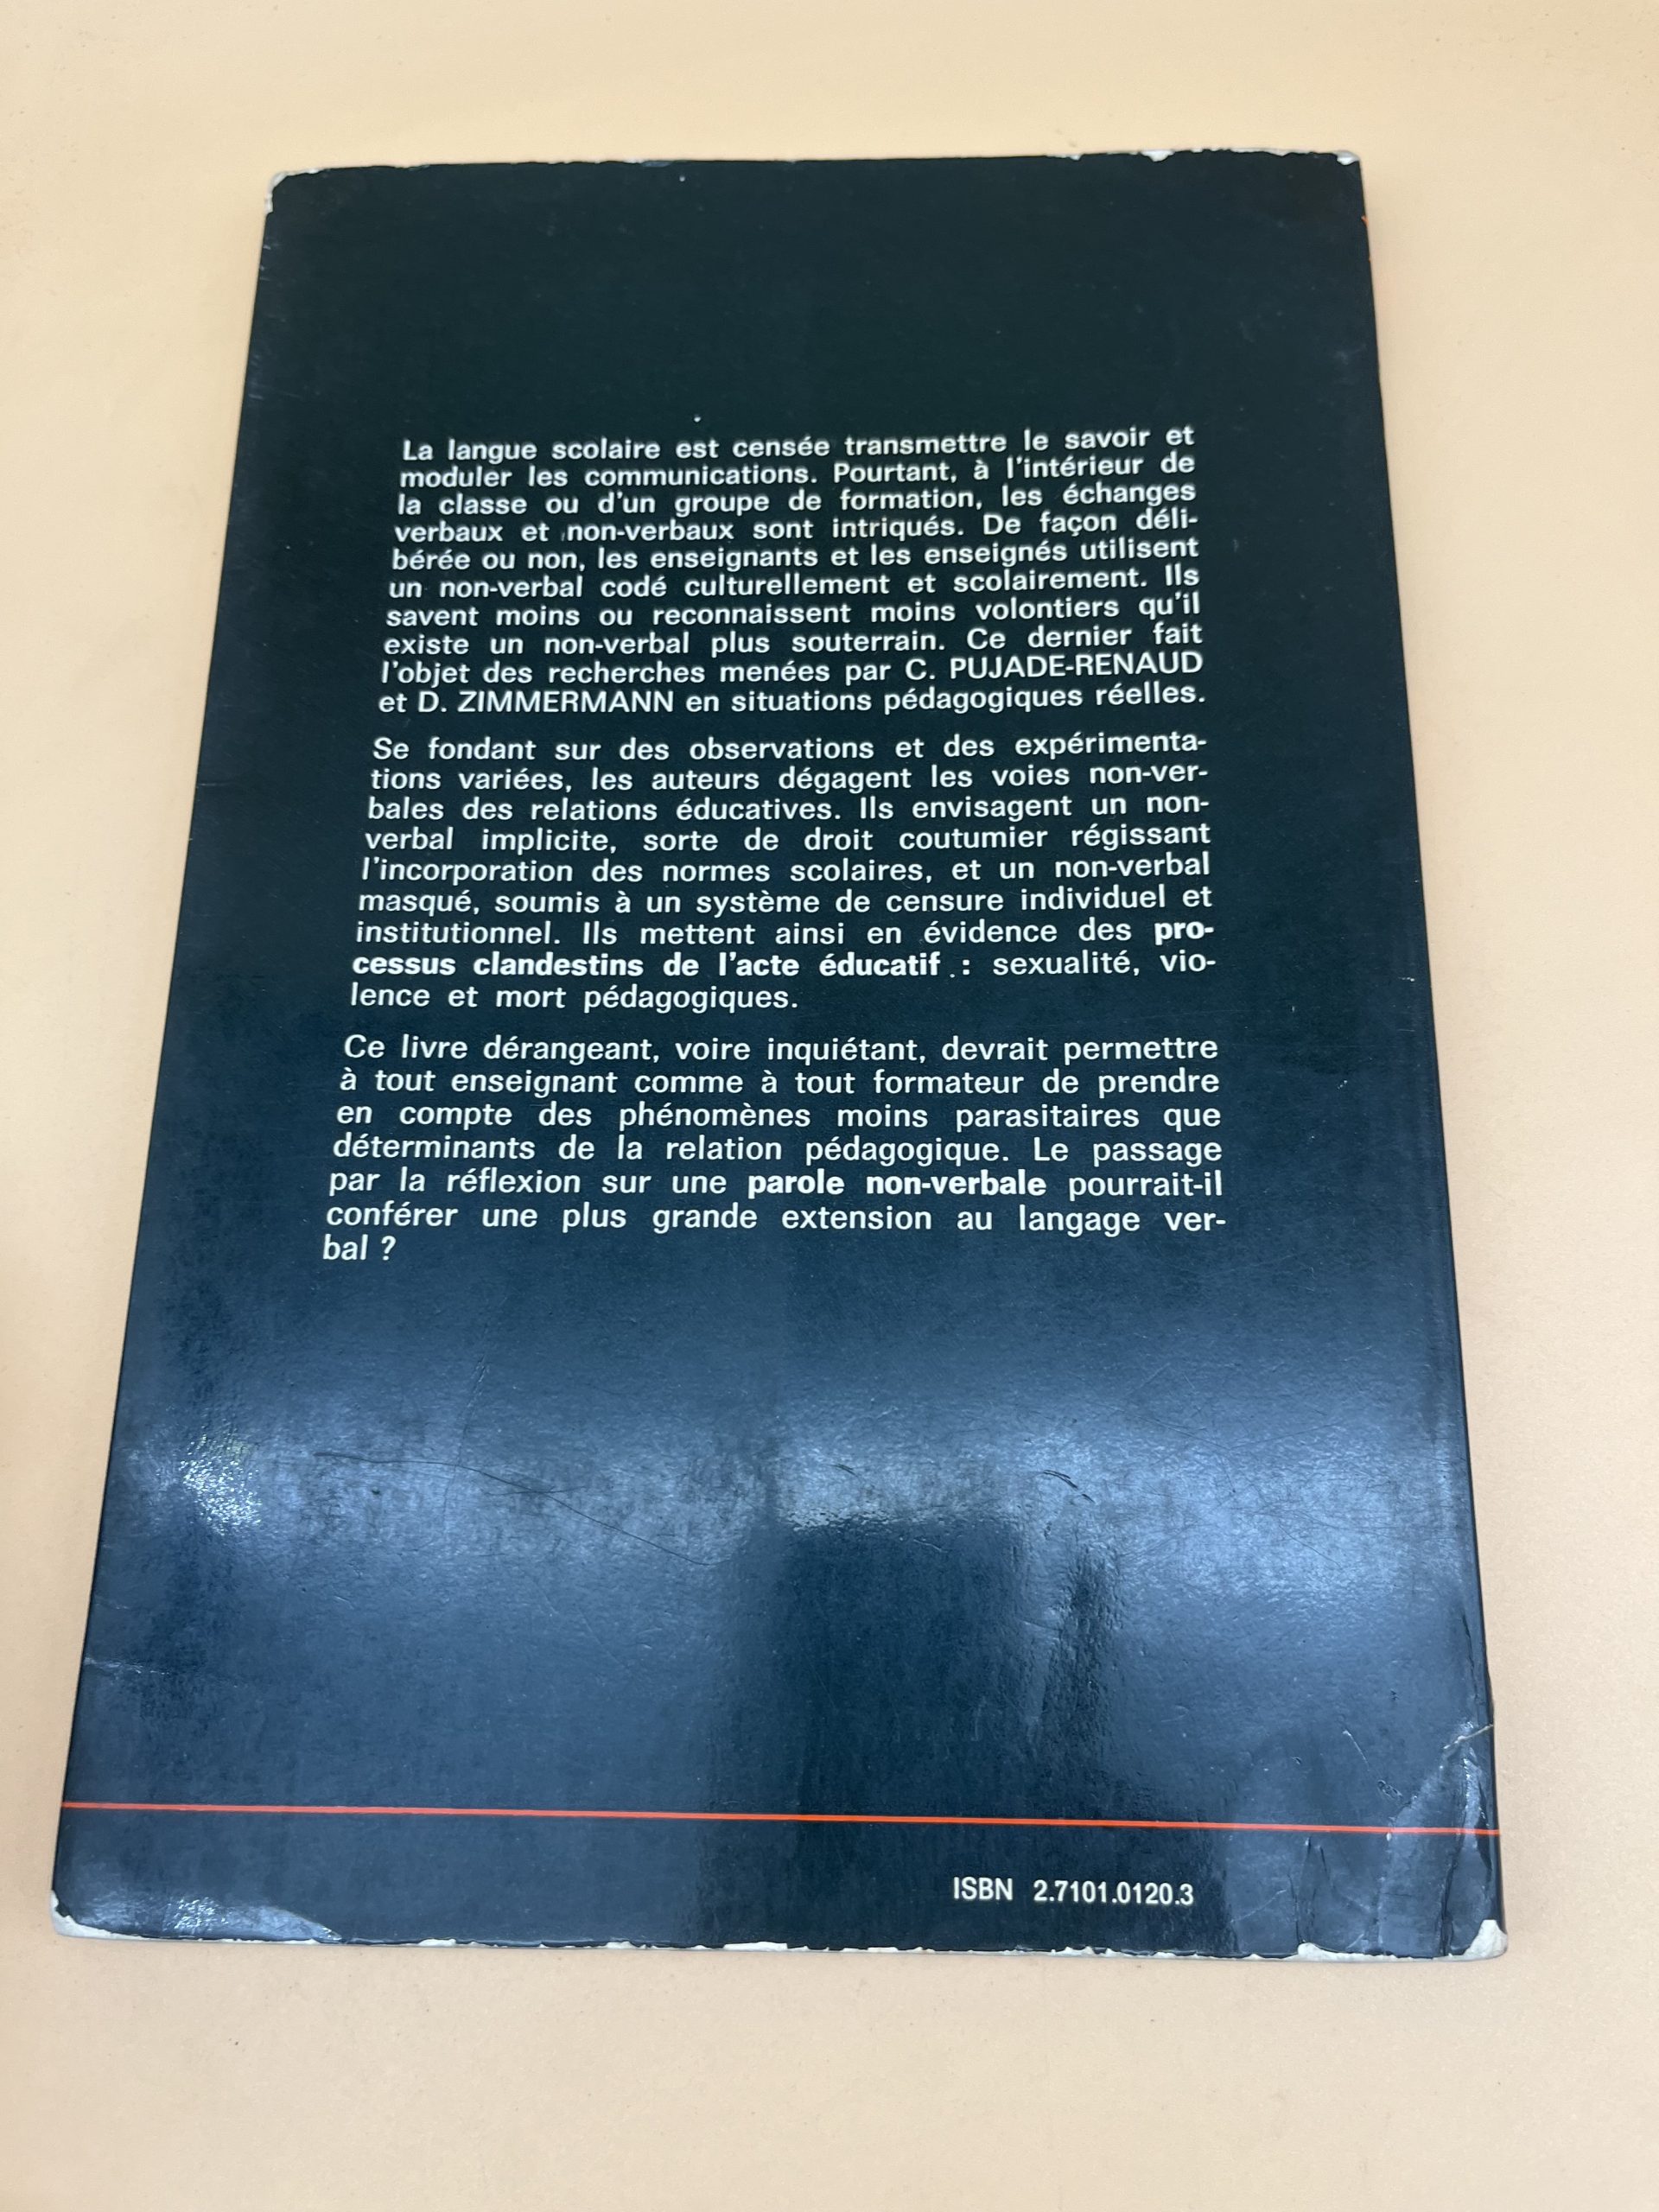 La langue scolaire est censée transmettre le savoir et
moduler les communications. Pourtant, à l'intérieur de
la classe ou d'un groupe de formation, les échanges
verbaux et non-verbaux sont intriqués. De façon déli-
bérée ou non, les enseignants et les enseignés utilisent
un non-verbal codé culturellement et scolairement. Ils
savent moins ou reconnaissent moins volontiers qu'il
existe un non-verbal plus souterrain. Ce dernier fait
l'objet des recherches menées par C. PUJADE-RENAUD
et D. ZIMMERMANN en situations pédagogiques réelles.
Se fondant sur des observations et des expérimenta-
tions variées, les auteurs dégagent les voies non-ver-
bales des relations éducatives. Ils envisagent un non-
verbal implicite, sorte de droit coutumier régissant
l'incorporation des normes scolaires, et un non-verbal
masqué, soumis à un système de censure individuel et
institutionnel. Ils mettent ainsi en évidence des pro-
cessus clandestins de l'acte éducatif : sexualité, vio-
lence et mort pédagogiques.
Ce livre dérangeant, voire inquiétant, devrait permettre
à tout enseignant comme à tout formateur de prendre
en compte des phénomènes moins parasitaires que
déterminants de la relation pédagogique. Le passage
par la réflexion sur une parole non-verbale pourrait-il
conférer une plus grande extension au langage ver-
bal ?
ISBN 2.7101.0120.3